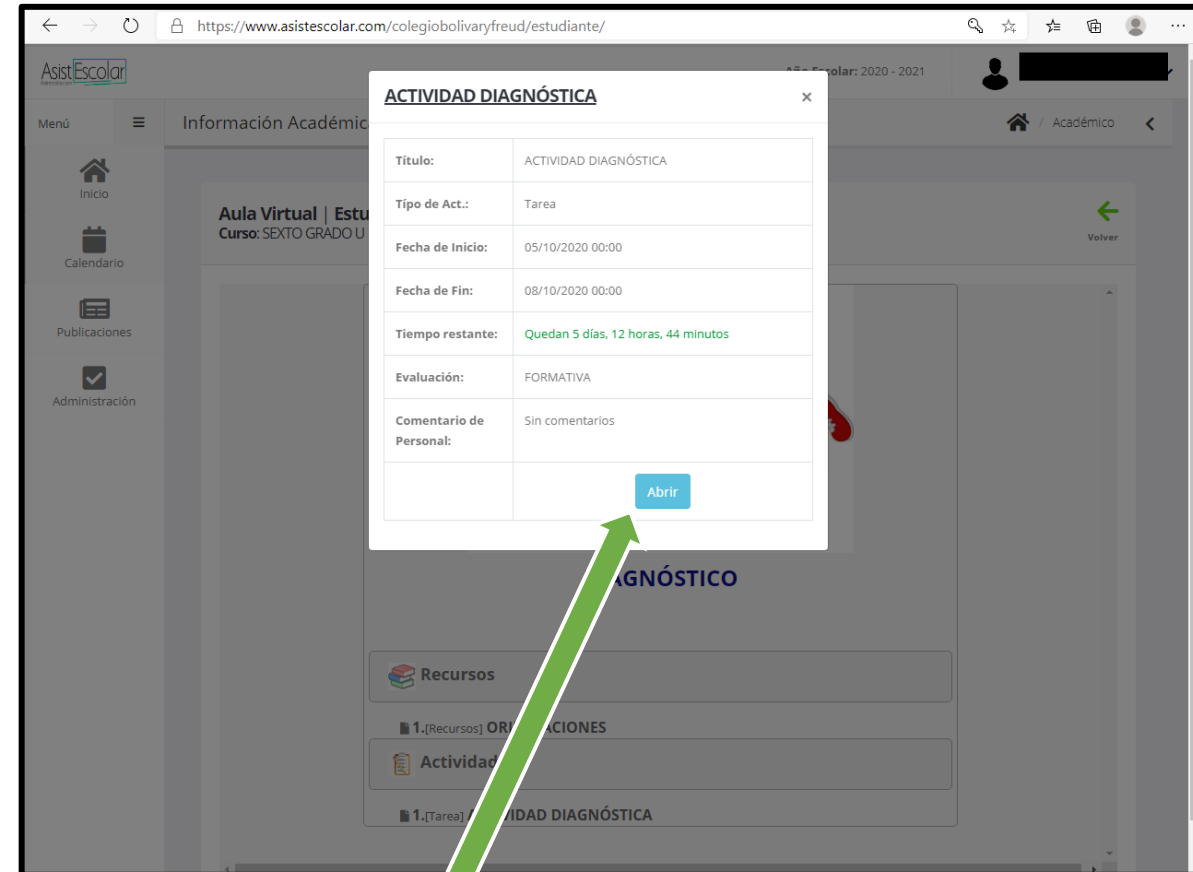 https://www.asistescolar.com/colegiobolivaryfreud/estudiante/
AsistEscolar
Año Escolar: 2020 - 2021
ACTIVIDAD DIAGNÓSTICA
×
Menú
Información Académic
/ Académico
Título: ACTIVIDAD DIAGNÓSTICA
Inicio
Típo de Act.: Tarea
Aula Virtual | Estu
Curso: SEXTO GRADO U
Volver
Fecha de Inicio: 05/10/2020 00:00
Calendario
Fecha de Fin: 08/10/2020 00:00
Publicaciones
Tiempo restante: Quedan 5 días, 12 horas, 44 minutos
Evaluación: FORMATIVA
Administración
Comentario de Personal: Sin comentarios
Abrir
AGNÓSTICO
Recursos
1.[Recursos] ORI ACIONES
Actividad
1.[Tarea] A IDAD DIAGNÓSTICA